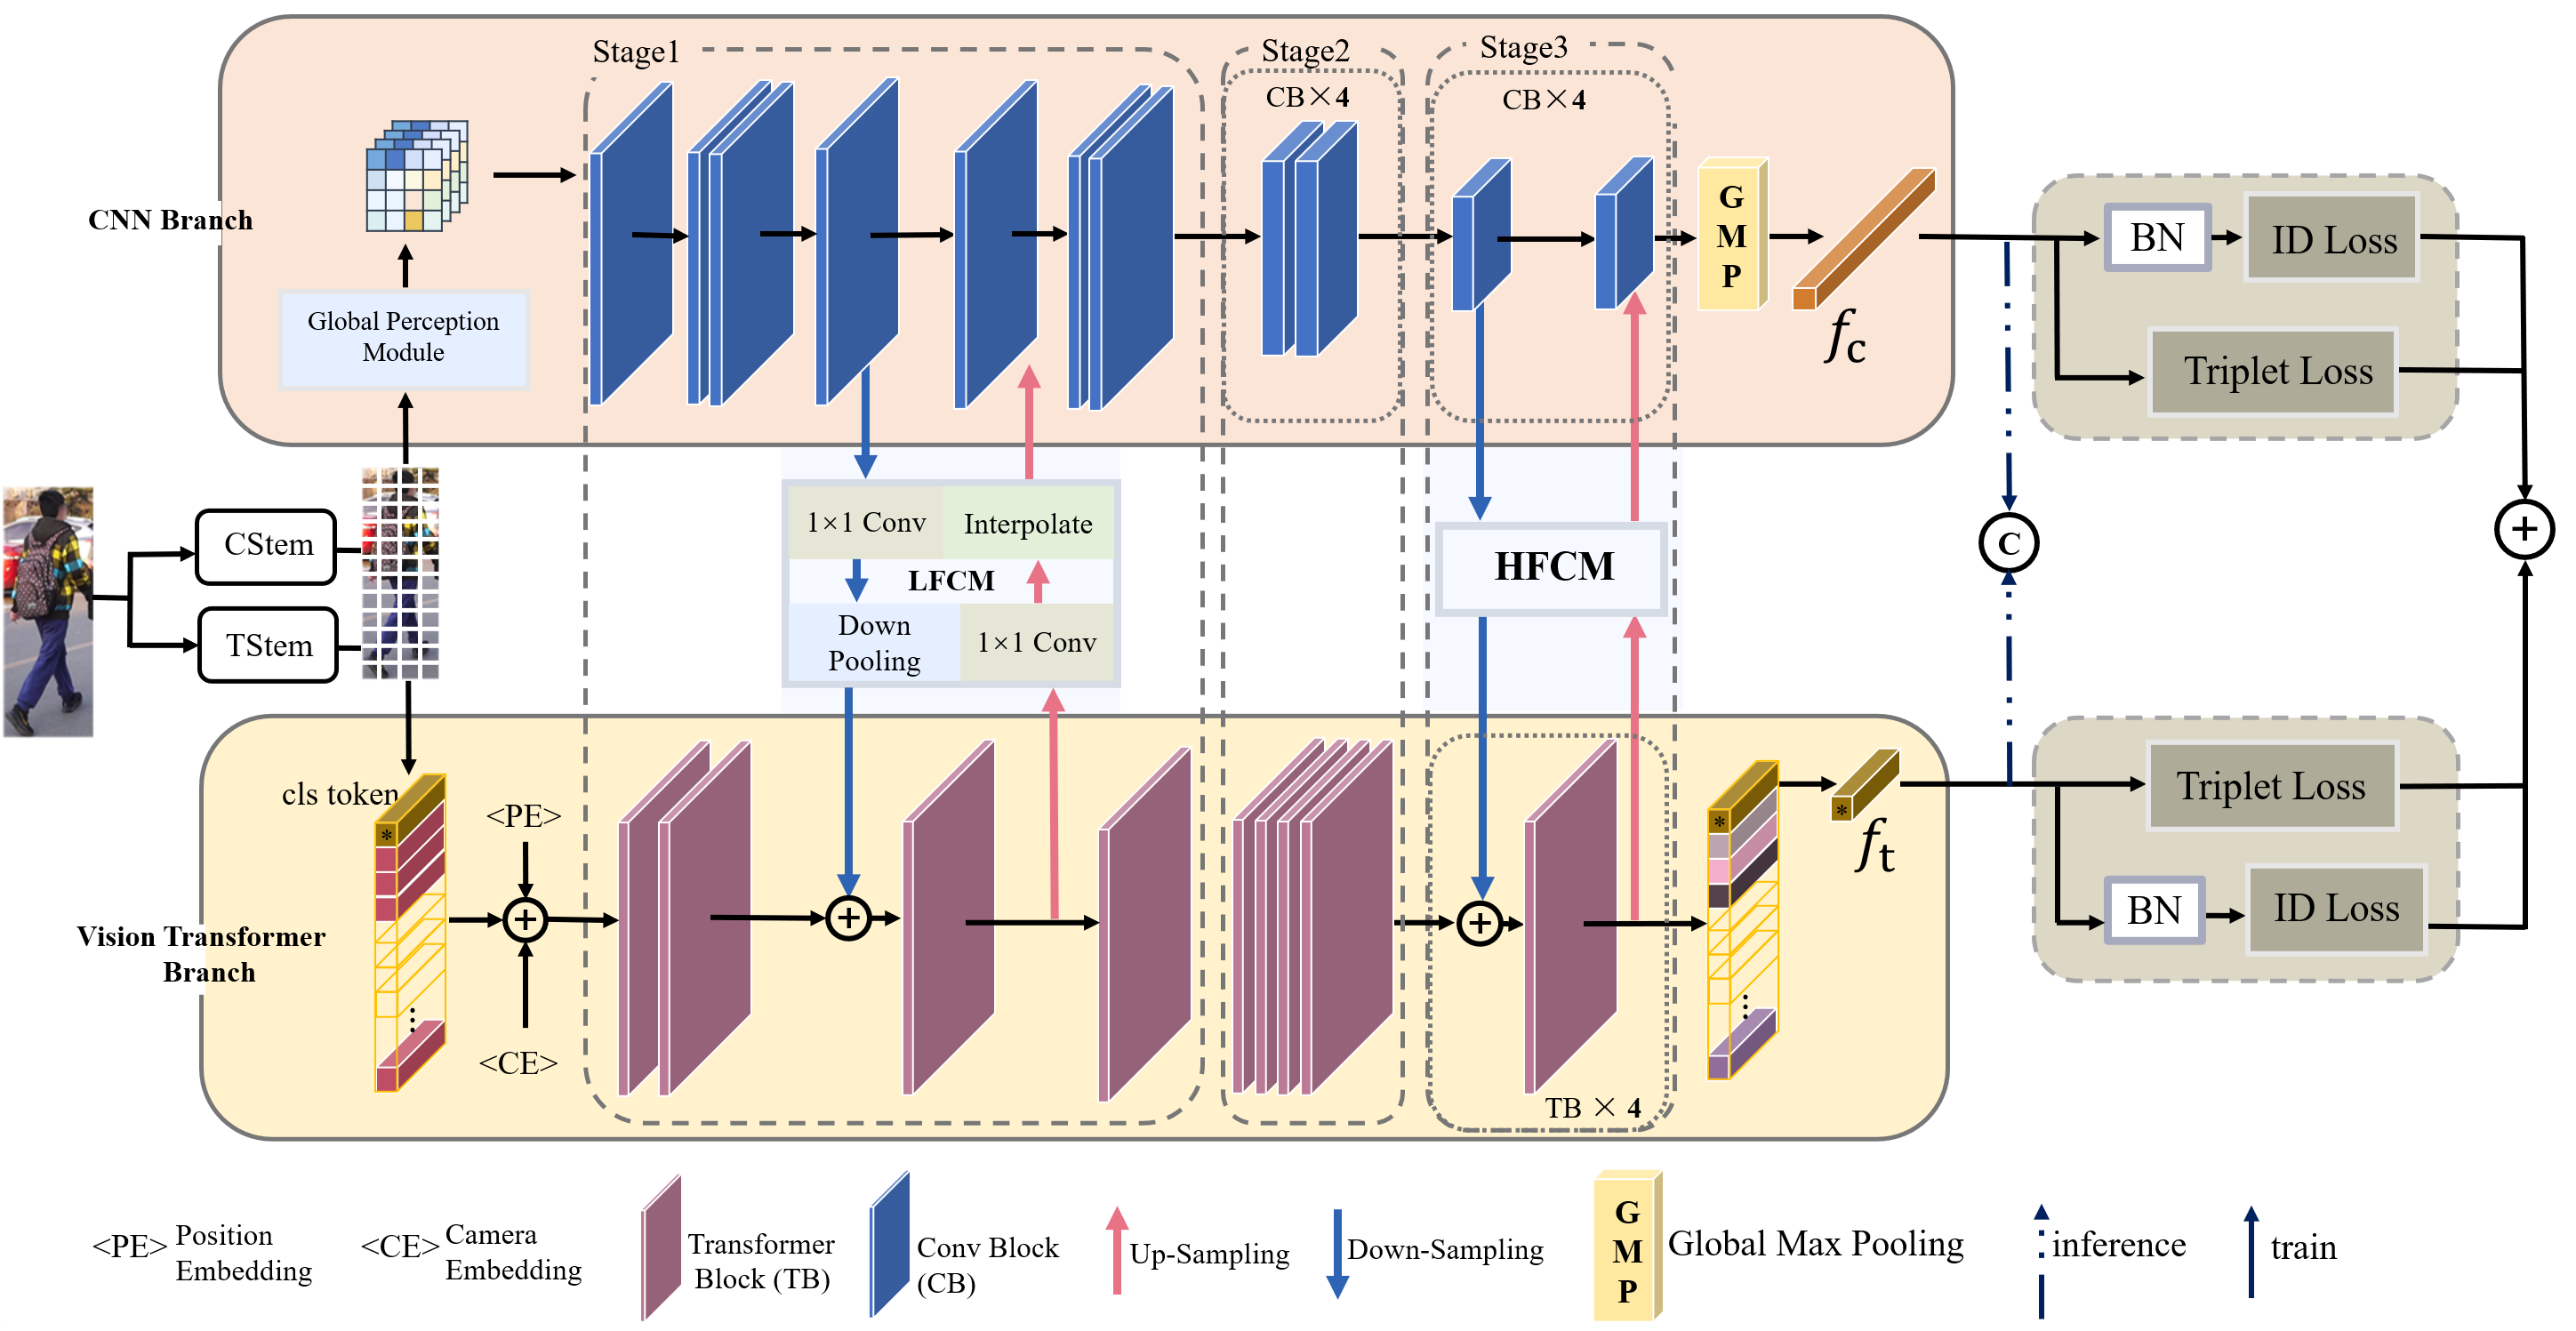 Stage1
Stage2
Stage3
CB×4
CB×4
CNN Branch
G
M
P
BN
ID Loss
Global Perception
Module
fc
Triplet Loss
CStem
1×1 Conv
Interpolate
LFCM
HFCM
C
+
TStem
Down
Pooling
1×1 Conv
cls token
*
<PE>
+
<CE>
+
+
*
*
ft
Triplet Loss
BN
ID Loss
Vision Transformer
Branch
TB × 4
<PE> Position
Embedding
<CE> Camera
Embedding
Transformer
Block (TB)
Conv Block
(CB)
Up-Sampling
Down-Sampling
G
M
P
Global Max Pooling
inference
train